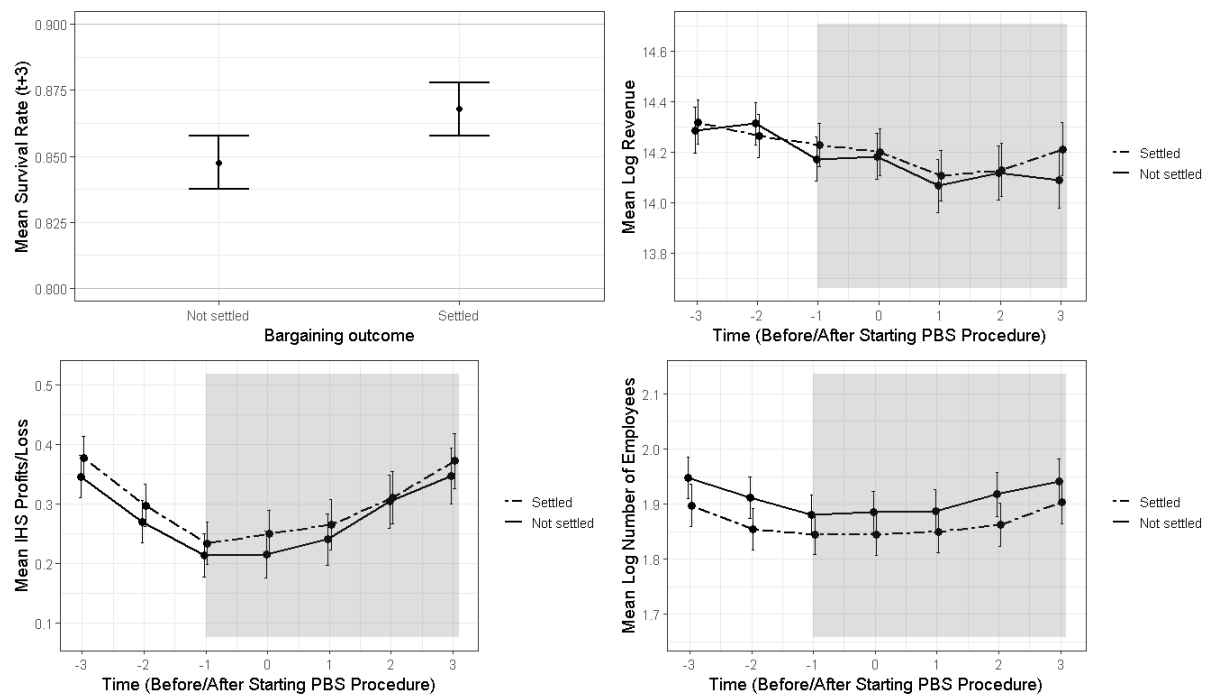 Mean Survival Rate (t+3)
0.900
0.875
0.850
0.825
0.800
Not settled
Settled
Bargaining outcome
Mean Log Revenue
14.6
14.4
14.2
14.0
13.8
-3 -2 -1 0 1 2 3
Time (Before/After Starting PBS Procedure)
Settled
Not settled
Mean IHS Profits/Loss
0.5
0.4
0.3
0.2
0.1
-3 -2 -1 0 1 2 3
Time (Before/After Starting PBS Procedure)
Settled
Not settled
Mean Log Number of Employees
2.1
2.0
1.9
1.8
1.7
-3 -2 -1 0 1 2 3
Time (Before/After Starting PBS Procedure)
Settled
Not settled